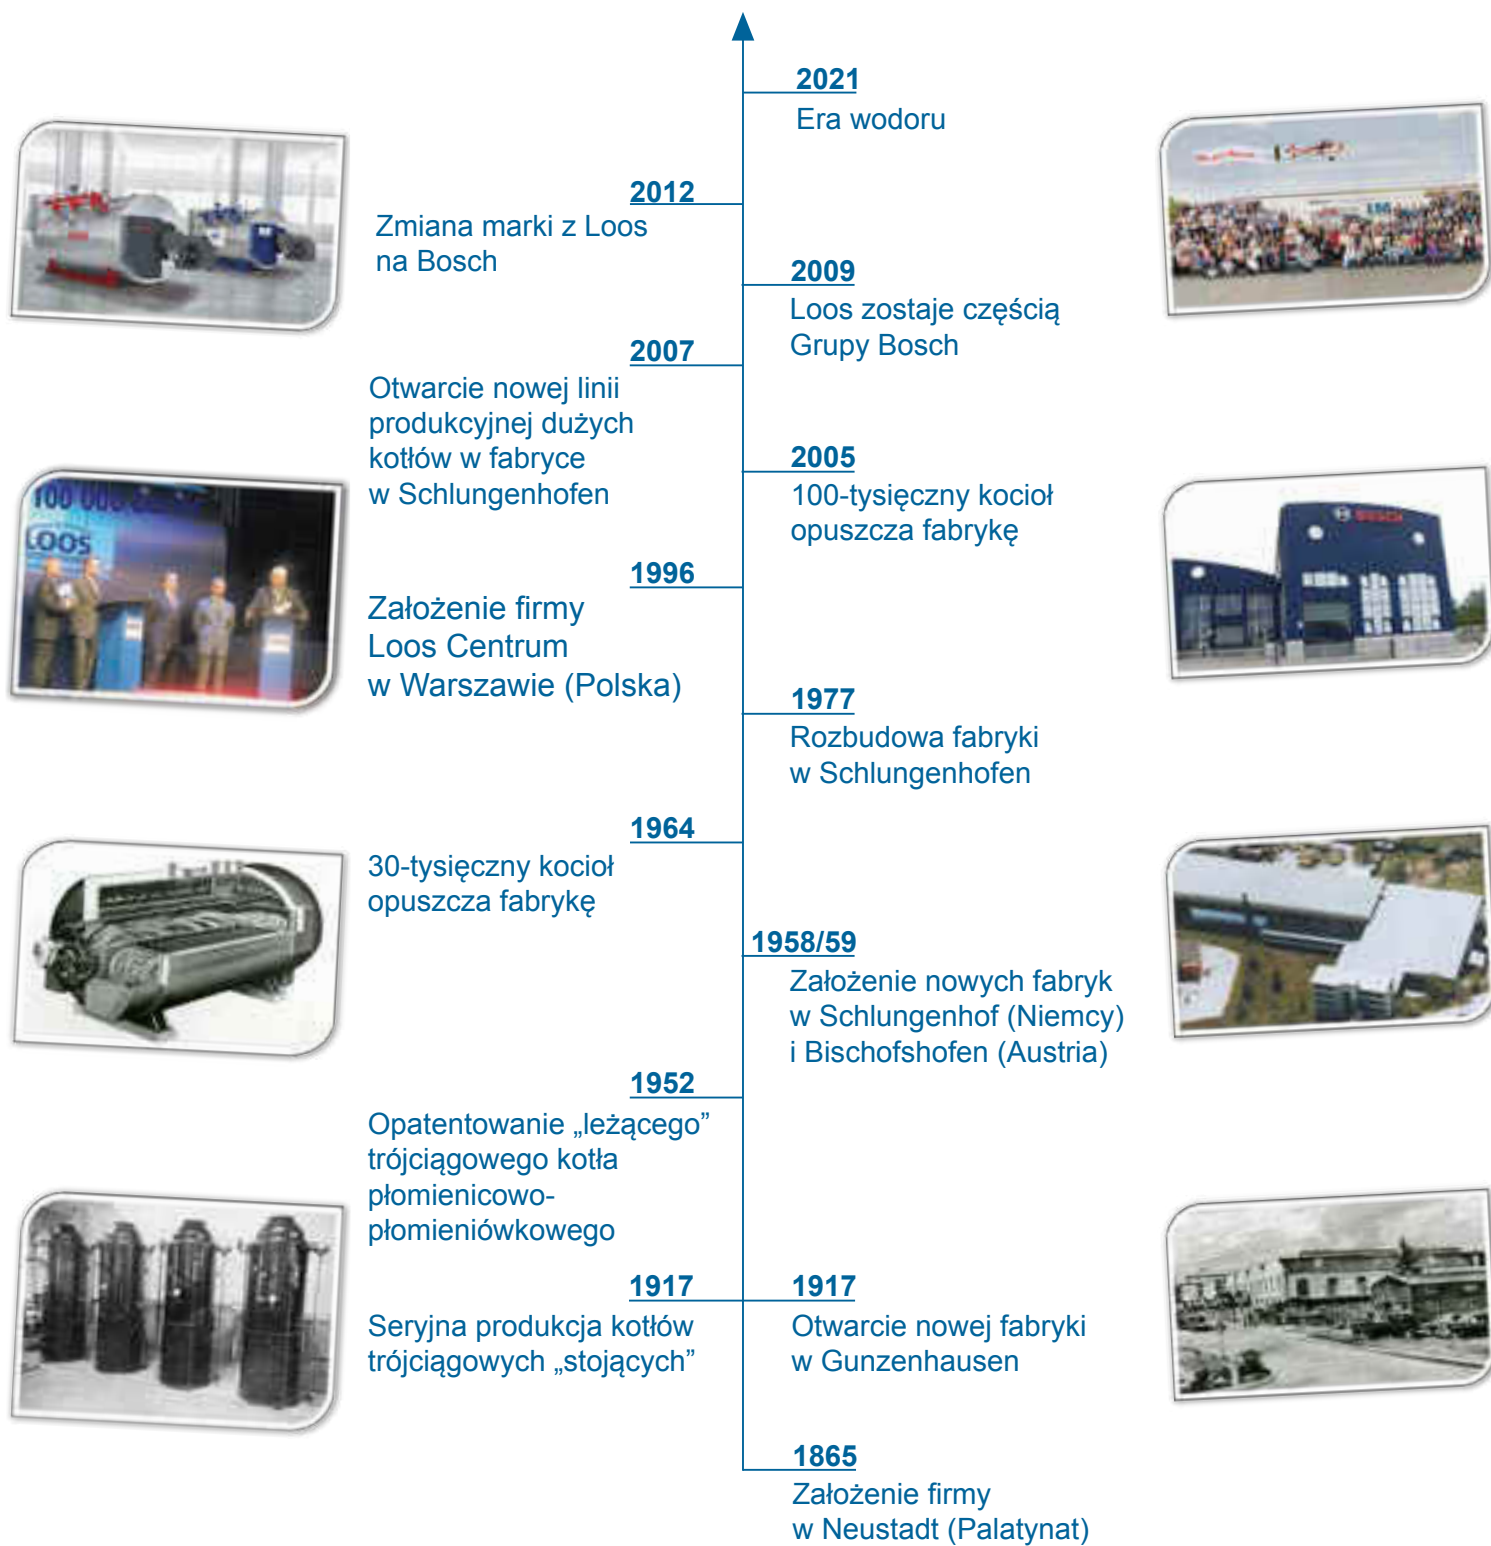 2021
Era wodoru
2012
Zmiana marki z Loos
na Bosch
2009
Loos zostaje częścią
Grupy Bosch
2007
Otwarcie nowej linii
produkcyjnej dużych
kotłów w fabryce
w Schlungenhofen
2005
100-tysięczny kocioł
opuszcza fabrykę
100 000
LOOS
BOSCH
1996
Założenie firmy
Loos Centrum
w Warszawie (Polska)
1977
Rozbudowa fabryki
w Schlungenhofen
1964
30-tysięczny kocioł
opuszcza fabrykę
1958/59
Założenie nowych fabryk
w Schlungenhof (Niemcy)
i Bischofshofen (Austria)
1952
Opatentowanie „leżącego”
trójciągowego kotła
płomienicowo-
płomieniówkowego
1917
Seryjna produkcja kotłów
trójciągowych „stojących”
1917
Otwarcie nowej fabryki
w Gunzenhausen
1865
Założenie firmy
w Neustadt (Palatynat)